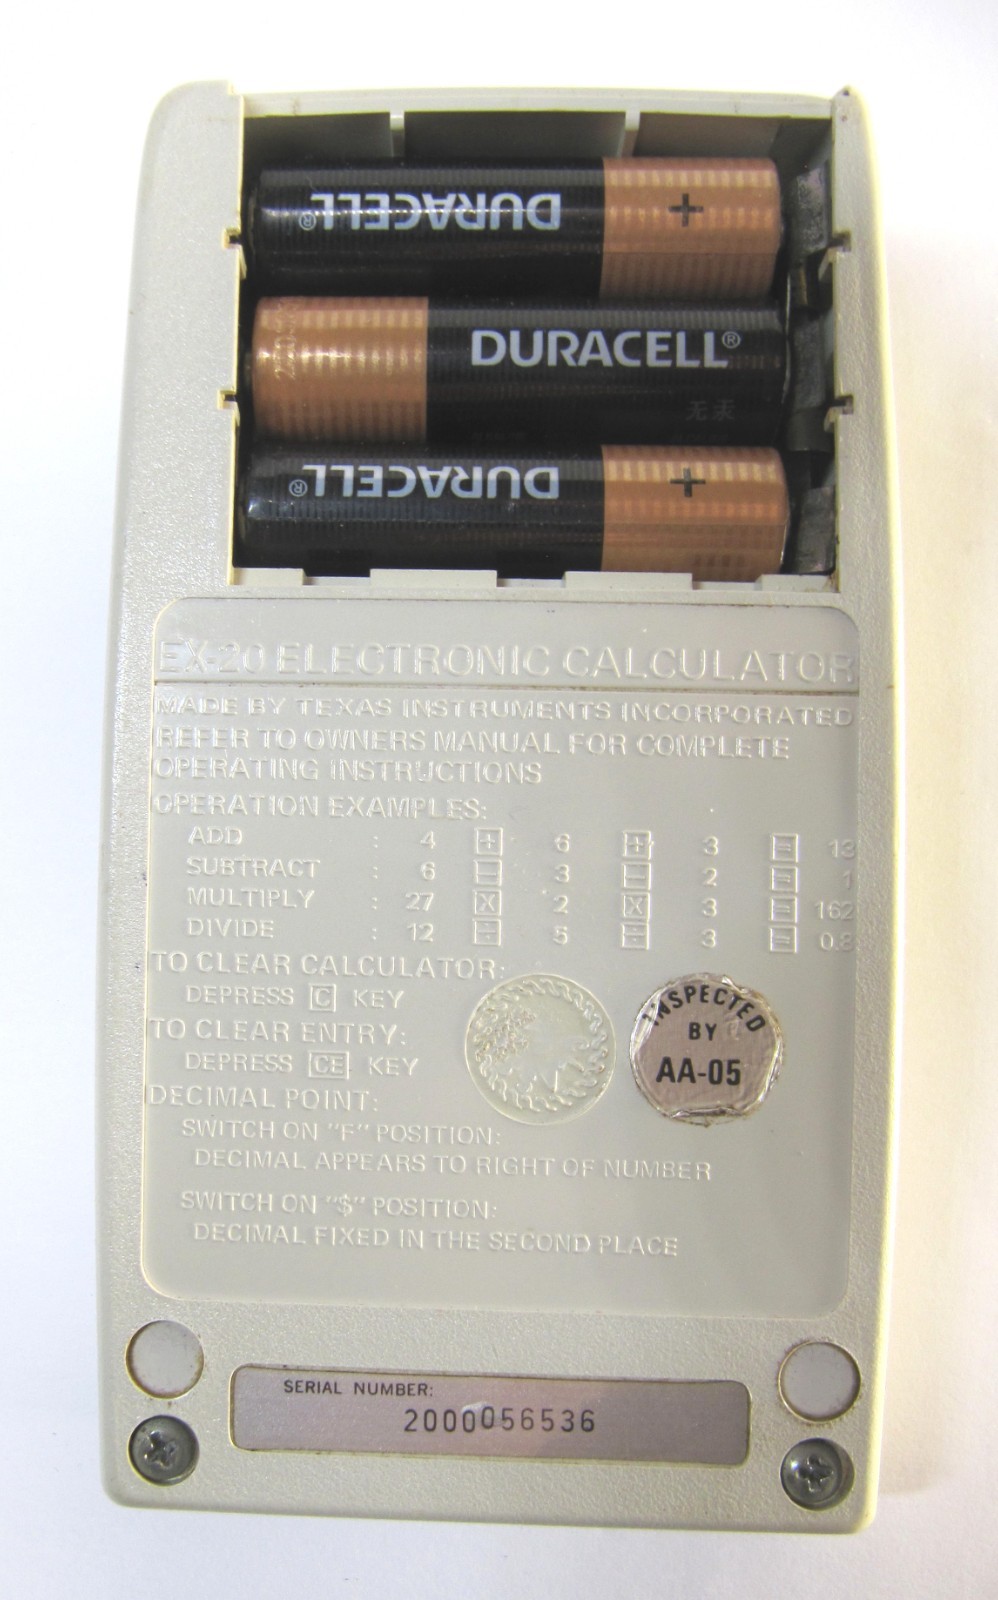 DURACELL®
+
DURACELL®
无汞
DURACELL®
+
EX-20 ELECTRONIC CALCULATOR
MADE BY TEXAS INSTRUMENTS INCORPORATED
REFER TO OWNERS MANUAL FOR COMPLETE
OPERATING INSTRUCTIONS
OPERATION EXAMPLES:
ADD : 4 + 6 + 3 = 13
SUBTRACT : 6 - 3 - 2 = 1
MULTIPLY : 27 X 2 X 3 = 162
DIVIDE : 12 ÷ 5 ÷ 3 = 0.8
TO CLEAR CALCULATOR:
DEPRESS C KEY
TO CLEAR ENTRY:
DEPRESS CE KEY
INSPECTED
BY
AA-05
DECIMAL POINT:
SWITCH ON "F" POSITION:
DECIMAL APPEARS TO RIGHT OF NUMBER
SWITCH ON "$" POSITION:
DECIMAL FIXED IN THE SECOND PLACE
SERIAL NUMBER:
2000056536